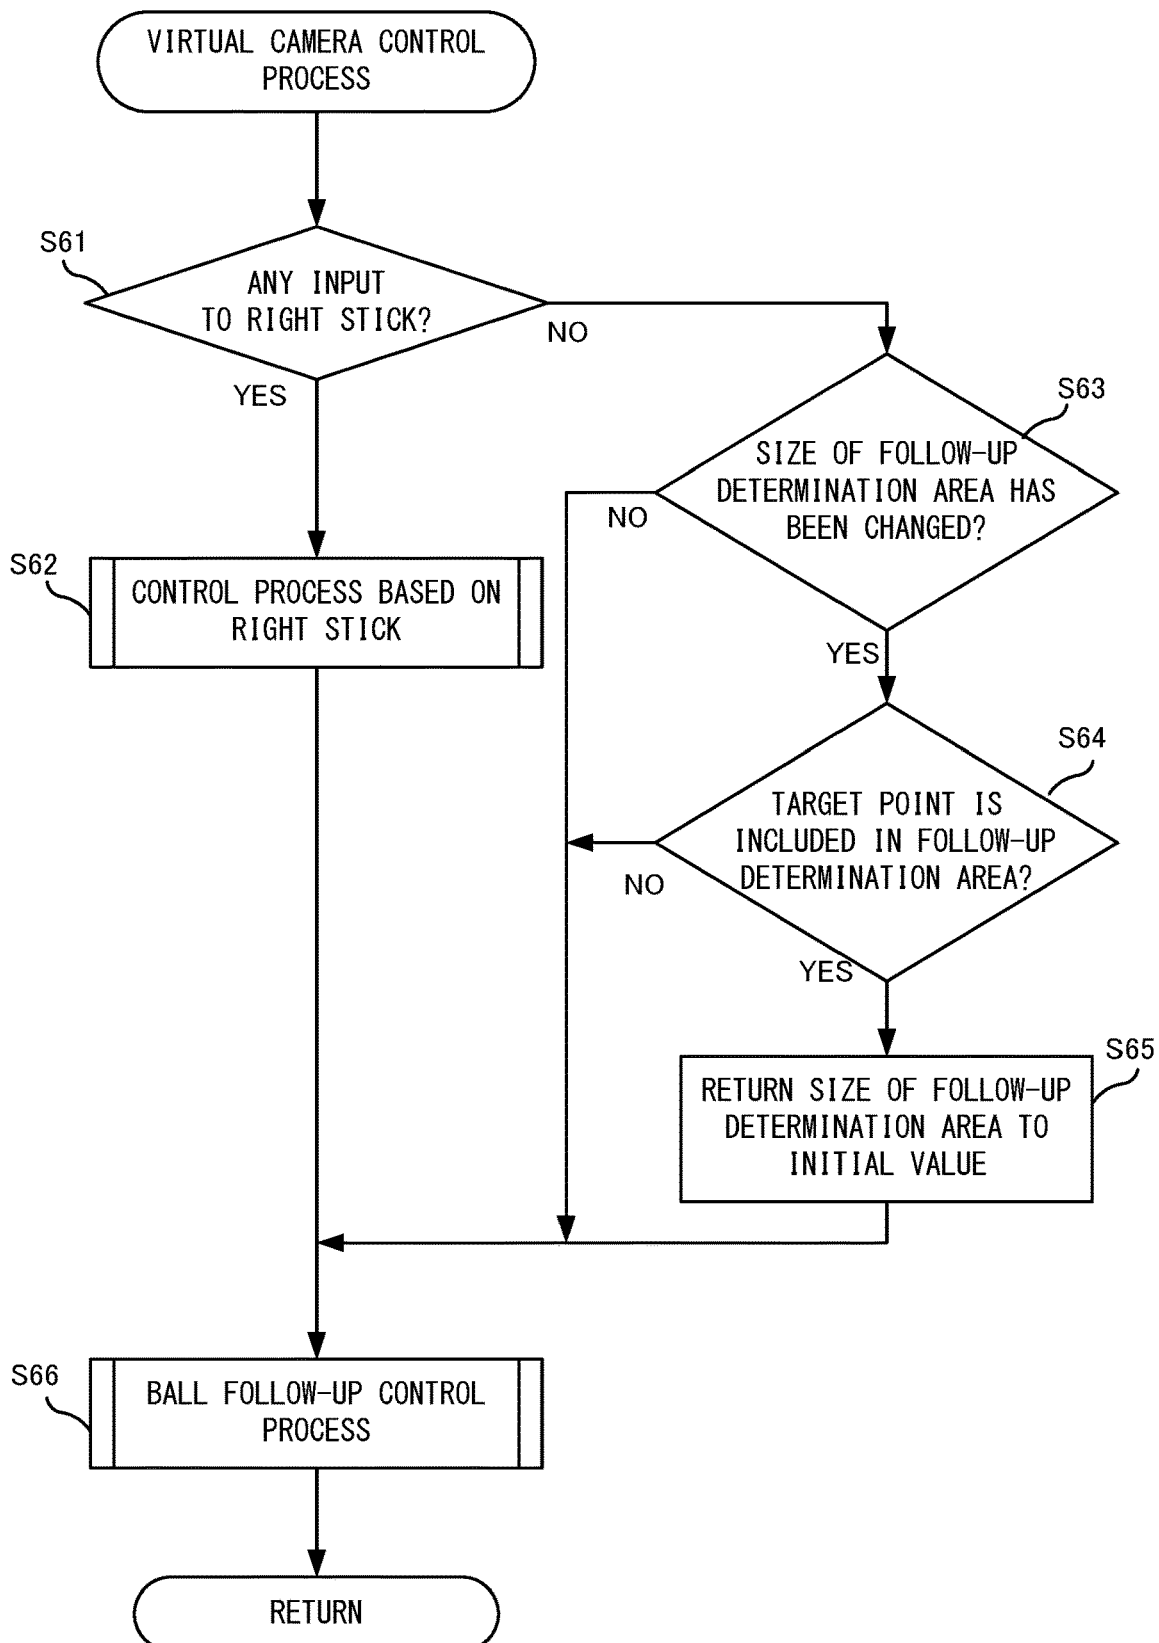 VIRTUAL CAMERA CONTROL
PROCESS
S61
ANY INPUT
TO RIGHT STICK?
NO
YES
S63
SIZE OF FOLLOW-UP
DETERMINATION AREA HAS
BEEN CHANGED?
NO
YES
S62
CONTROL PROCESS BASED ON
RIGHT STICK
S64
TARGET POINT IS
INCLUDED IN FOLLOW-UP
DETERMINATION AREA?
NO
YES
S65
RETURN SIZE OF FOLLOW-UP
DETERMINATION AREA TO
INITIAL VALUE
S66
BALL FOLLOW-UP CONTROL
PROCESS
RETURN